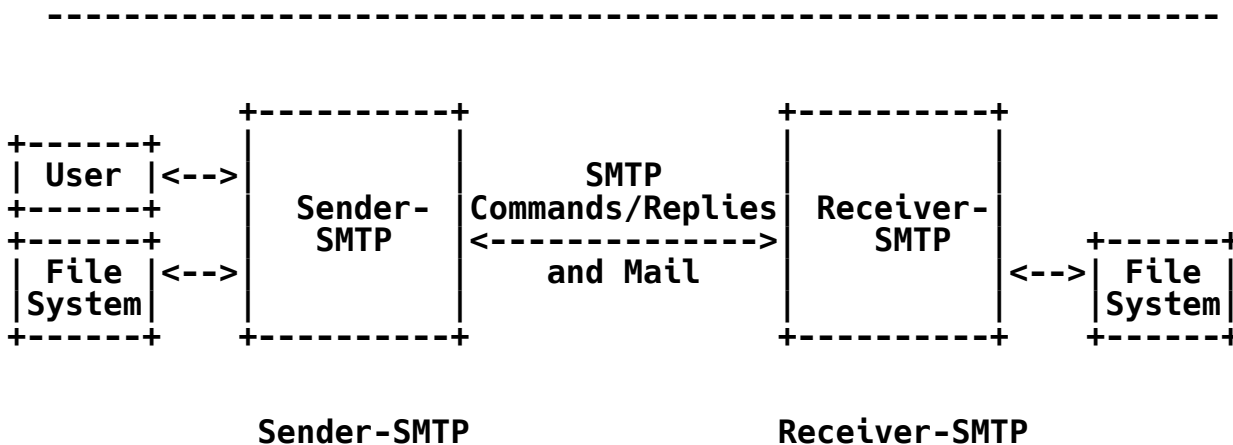 -------------------------------------------------------------
+----------+                +----------+
+------+ | | | |
| User |<-->| | SMTP | |
+------+ | Sender- |Commands/Replies| Receiver-|
+------+ | SMTP |<-------------->| SMTP | +------+
| File |<-->| | and Mail | |<-->| File |
|System| | | | | |System|
+------+ +----------+ +----------+ +------+
Sender-SMTP Receiver-SMTP